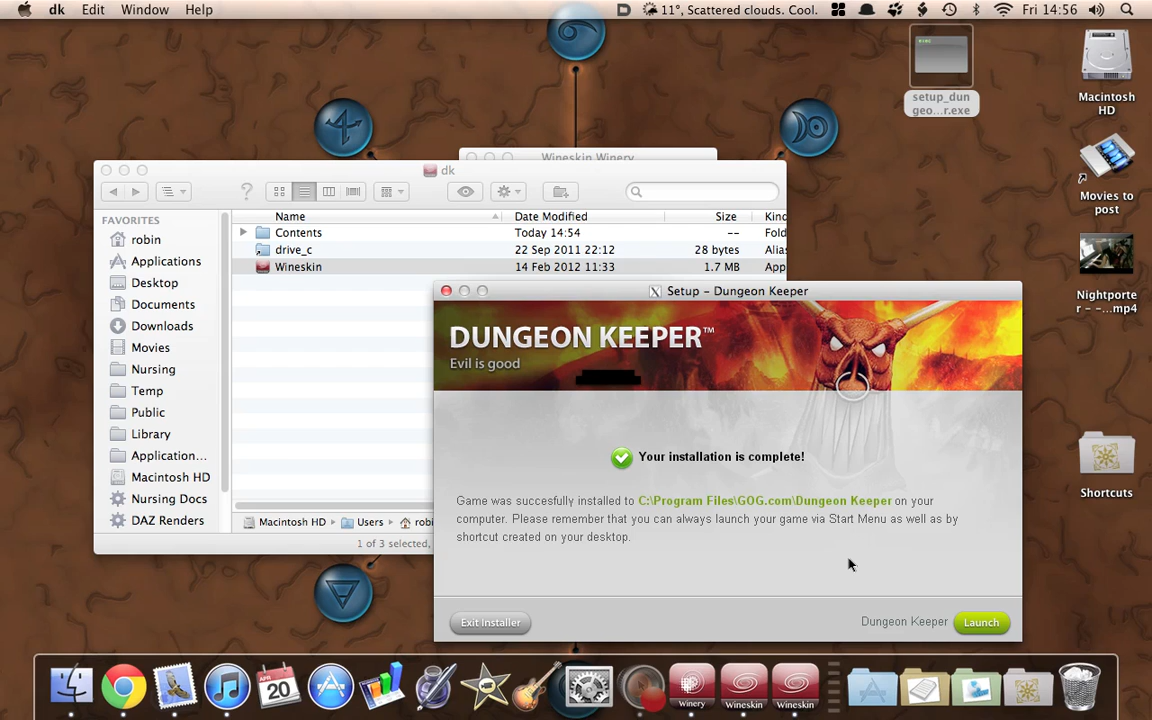 dk Edit Window Help
11°, Scattered clouds. Cool.
Fri 14:56
setup_dun
geo...r.exe
Macintosh
HD
Movies to
post
Nightporte
r - -...mp4
Shortcuts
Wineskin Winery
dk
FAVORITES
robin
Applications
Desktop
Documents
Downloads
Movies
Nursing
Temp
Public
Library
Application...
Macintosh HD
Nursing Docs
DAZ Renders
Name Date Modified Size Kind
Contents Today 14:54 -- Fold
drive_c 22 Sep 2011 22:12 28 bytes Alias
Wineskin 14 Feb 2012 11:33 1.7 MB App
Macintosh HD Users robi
1 of 3 selected,
Setup – Dungeon Keeper
DUNGEON KEEPER™
Evil is good
Your installation is complete!
Game was succesfully installed to C:\Program Files\GOG.com\Dungeon Keeper on your
computer. Please remember that you can always launch your game via Start Menu as well as by
shortcut created on your desktop.
Exit Installer
Dungeon Keeper Launch
APR
20
Winery
Wineskin
Wineskin